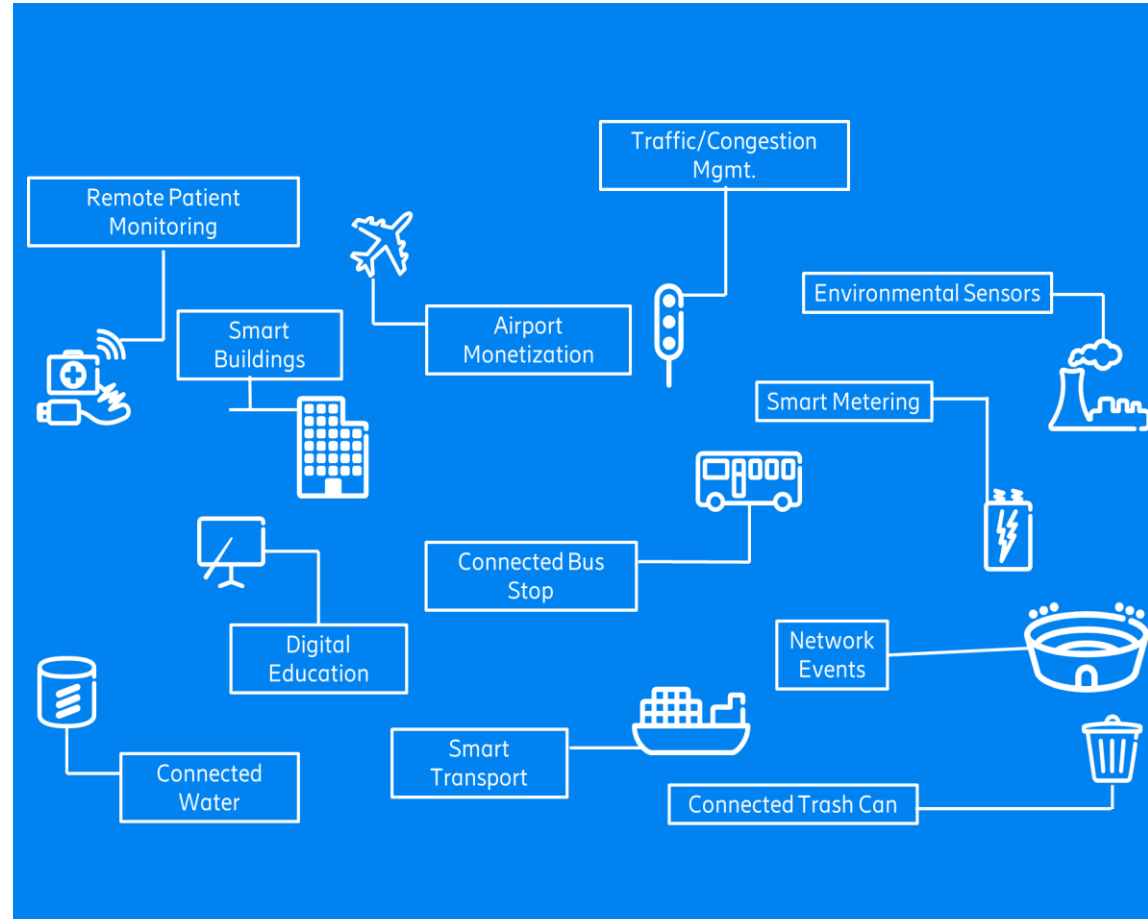 Traffic/Congestion
Mgmt.
Remote Patient
Monitoring
Environmental Sensors
Smart
Buildings
Airport
Monetization
Smart Metering
Connected Bus
Stop
Digital
Education
Network
Events
Smart
Transport
Connected
Water
Connected Trash Can